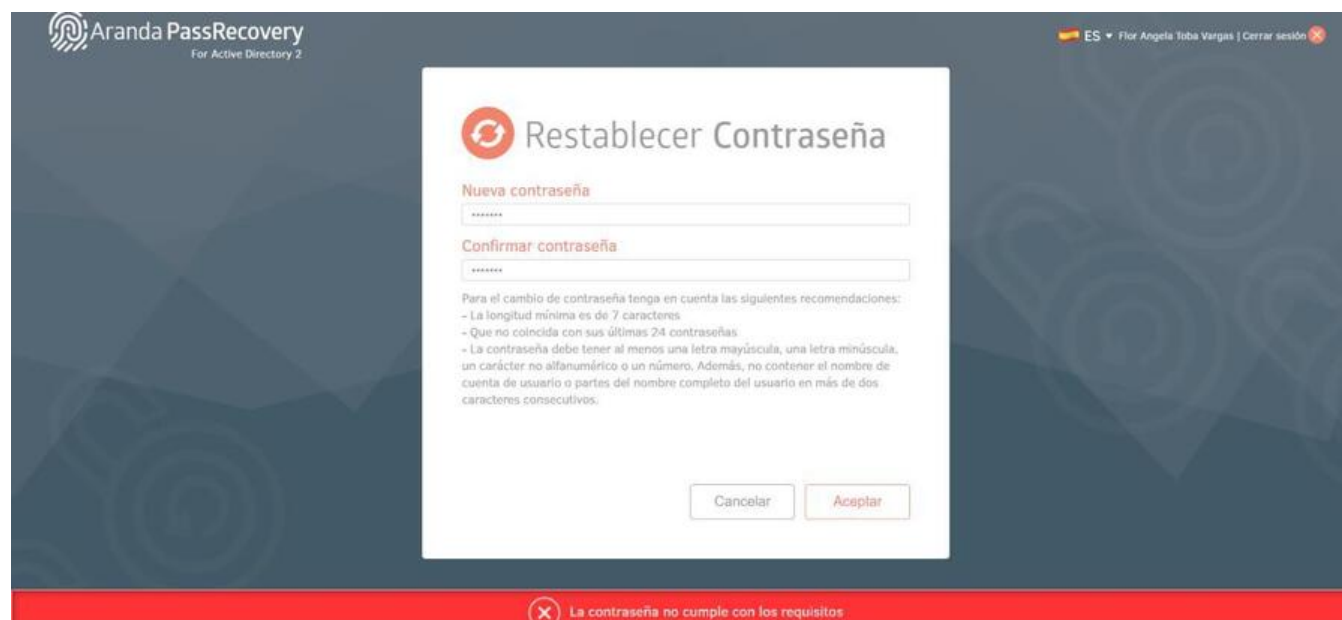 Aranda PassRecovery
For Active Directory 2
ES Flor Angela Toba Vargas | Cerrar sesión
Restablecer Contraseña
Nueva contraseña
•••••••
Confirmar contraseña
•••••••
Para el cambio de contraseña tenga en cuenta las siguientes recomendaciones:
- La longitud mínima es de 7 caracteres
- Que no coincida con sus últimas 24 contraseñas
- La contraseña debe tener al menos una letra mayúscula, una letra minúscula,
un carácter no alfanumérico o un número. Además, no contener el nombre de
cuenta de usuario o partes del nombre completo del usuario en más de dos
caracteres consecutivos.
Cancelar
Aceptar
La contraseña no cumple con los requisitos